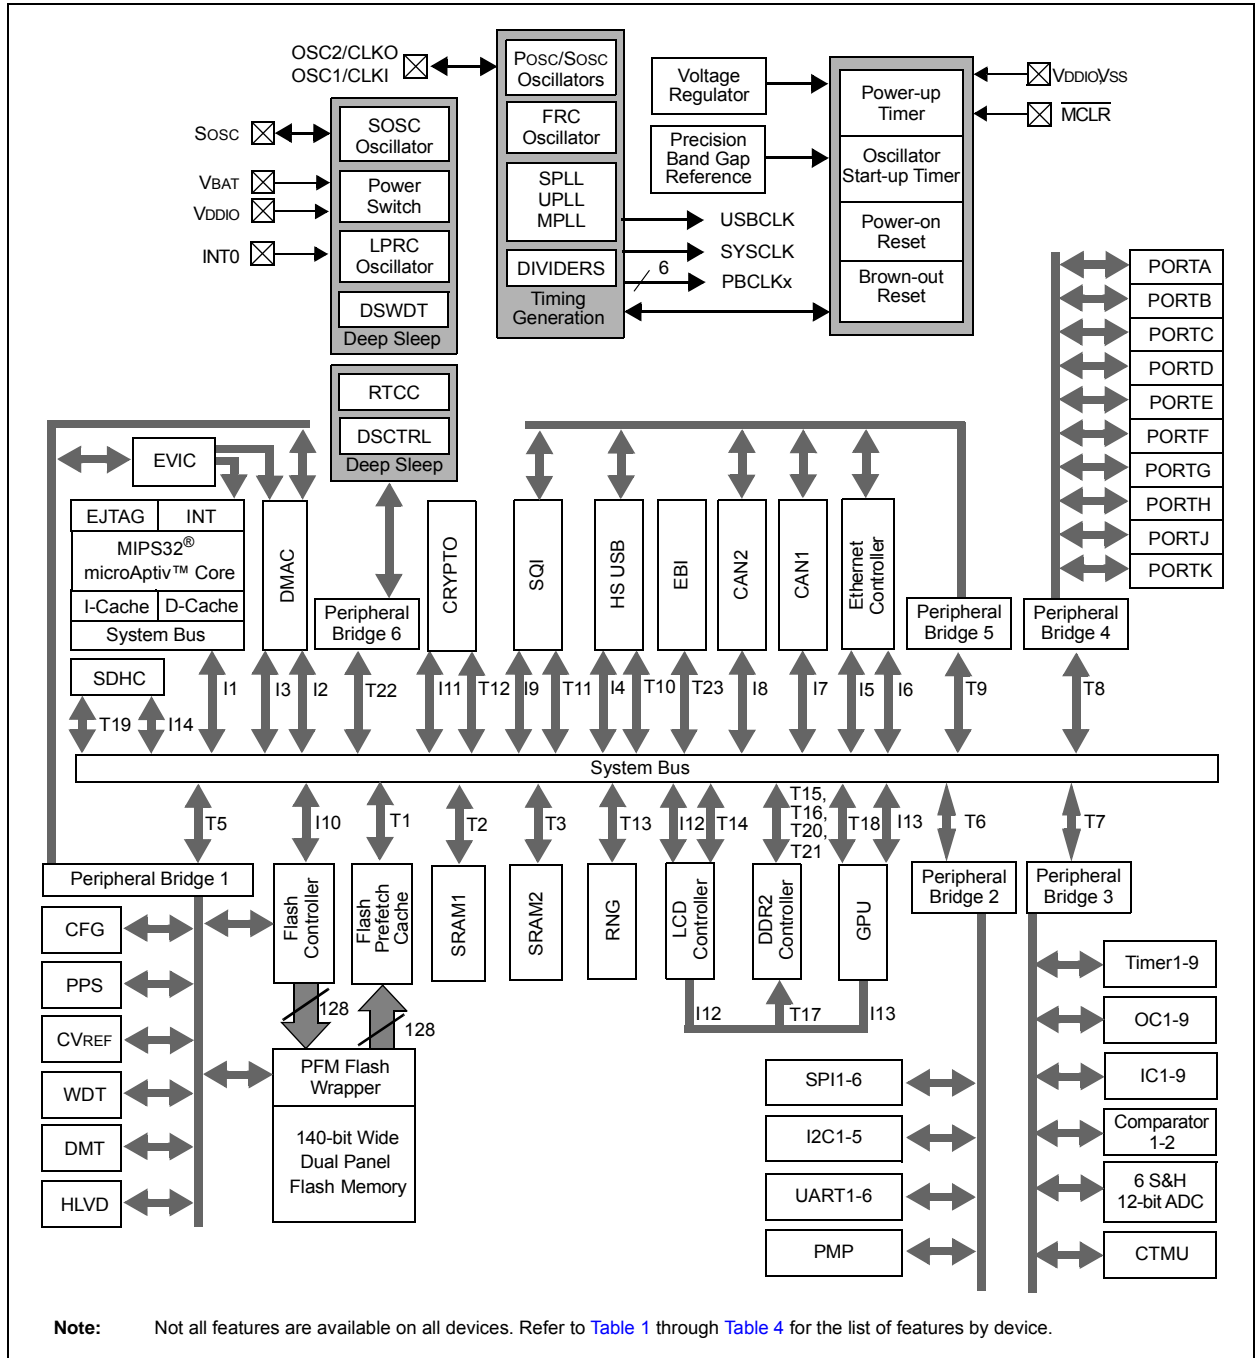 OSC2/CLKO
OSC1/CLKI
POSC/SOSC
Oscillators
FRC
Oscillator
SPLL
UPLL
MPLL
DIVIDERS
Timing
Generation
USBCLK
SYSCLK
6
PBCLKx
Voltage
Regulator
Precision
Band Gap
Reference
Power-up
Timer
Oscillator
Start-up Timer
Power-on
Reset
Brown-out
Reset
VDDIO,VSS
MCLR
SOSC
VBAT
VDDIO
INT0
SOSC
Oscillator
Power
Switch
LPRC
Oscillator
DSWDT
Deep Sleep
RTCC
DSCTRL
Deep Sleep
PORTA
PORTB
PORTC
PORTD
PORTE
PORTF
PORTG
PORTH
PORTJ
PORTK
EVIC
EJTAG
INT
MIPS32®
microAptiv™ Core
I-Cache
D-Cache
System Bus
SDHC
DMAC
Peripheral
Bridge 6
CRYPTO
SQI
HS USB
EBI
CAN2
CAN1
Ethernet
Controller
Peripheral
Bridge 5
Peripheral
Bridge 4
T19
I14
I1
I3
I2
T22
I11
T12
I9
T11
I4
T10
T23
I8
I7
I5
I6
T9
T8
System Bus
T5
I10
T1
T2
T3
T13
I12
T14
T15,
T16,
T20,
T21
T18
I13
T6
T7
Peripheral Bridge 1
Flash
Controller
Flash
Prefetch
Cache
SRAM1
SRAM2
RNG
LCD
Controller
DDR2
Controller
GPU
Peripheral
Bridge 2
Peripheral
Bridge 3
CFG
PPS
CVREF
WDT
DMT
HLVD
128
128
PFM Flash
Wrapper
140-bit Wide
Dual Panel
Flash Memory
I12
T17
I13
SPI1-6
I2C1-5
UART1-6
PMP
Timer1-9
OC1-9
IC1-9
Comparator
1-2
6 S&H
12-bit ADC
CTMU
Note: Not all features are available on all devices. Refer to Table 1 through Table 4 for the list of features by device.